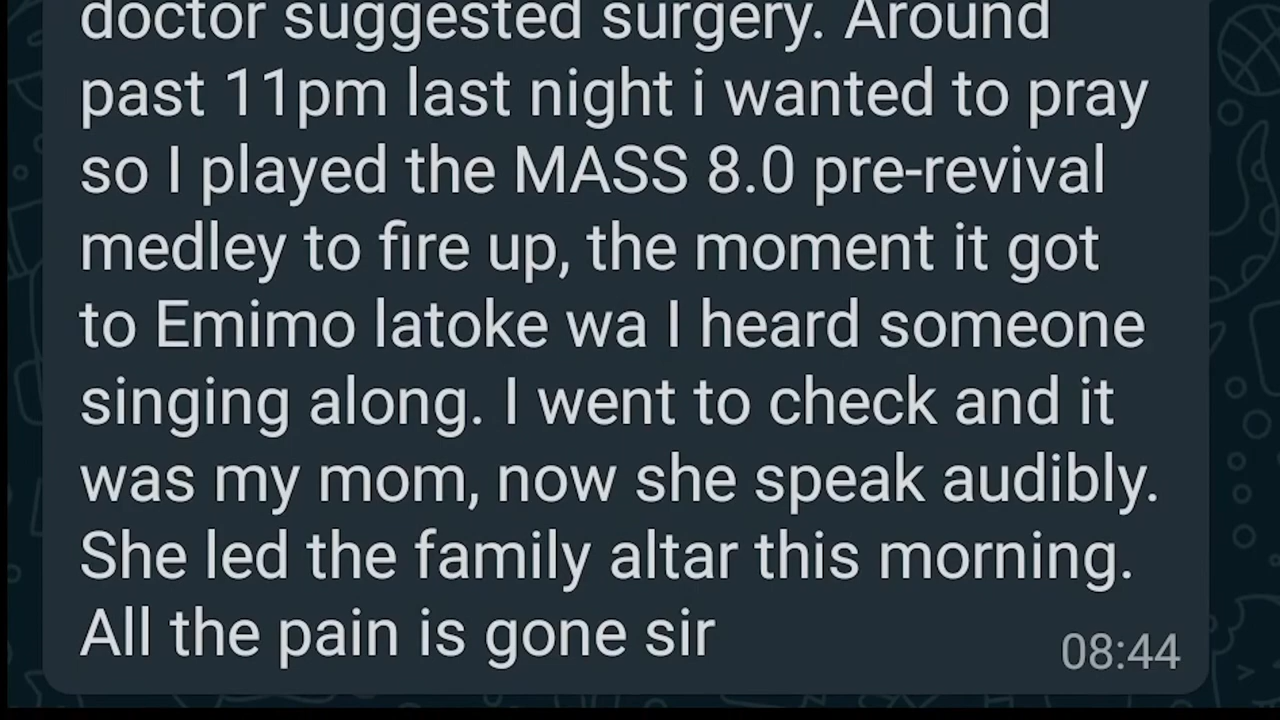 doctor suggested surgery. Around
past 11pm last night i wanted to pray
so I played the MASS 8.0 pre-revival
medley to fire up, the moment it got
to Emimo latoke wa I heard someone
singing along. I went to check and it
was my mom, now she speak audibly.
She led the family altar this morning.
All the pain is gone sir
08:44